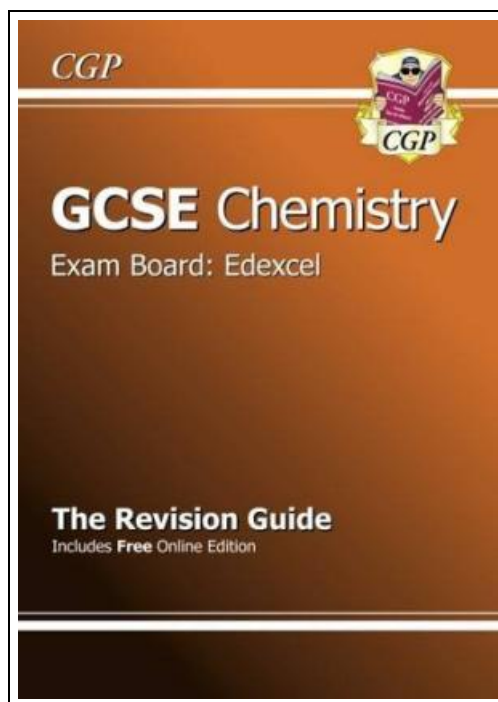 CGP
CGP
CGP
GCSE Chemistry
Exam Board: Edexcel
The Revision Guide
Includes Free Online Edition